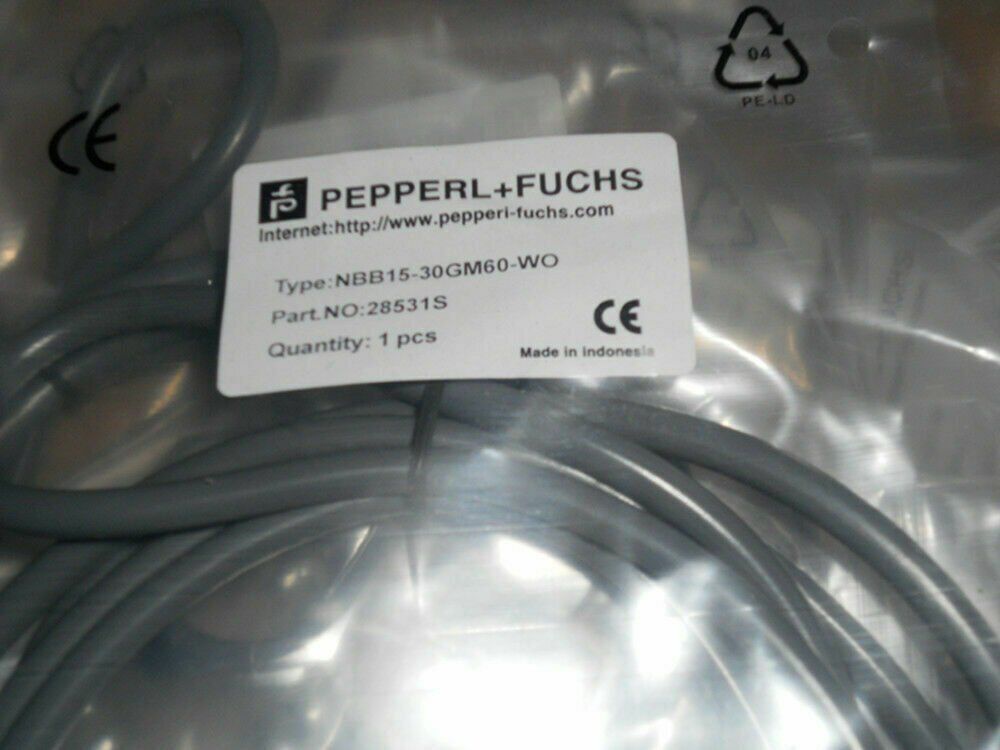 04
PE-LD
CE
PEPPERL+FUCHS
Internet:http://www.pepperl-fuchs.com
Type:NBB15-30GM60-WO
Part.NO:28531S
Quantity: 1 pcs
CE
Made in indonesia